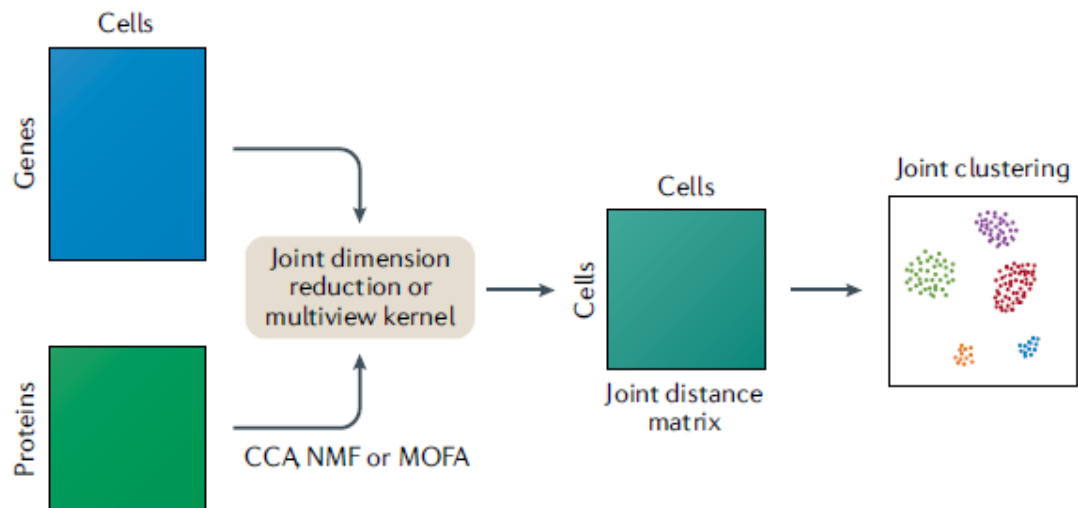 Cells
Genes
Proteins
Joint dimension
reduction or
multiview kernel
CCA, NMF or MOFA
Cells
Cells
Joint distance
matrix
Joint clustering